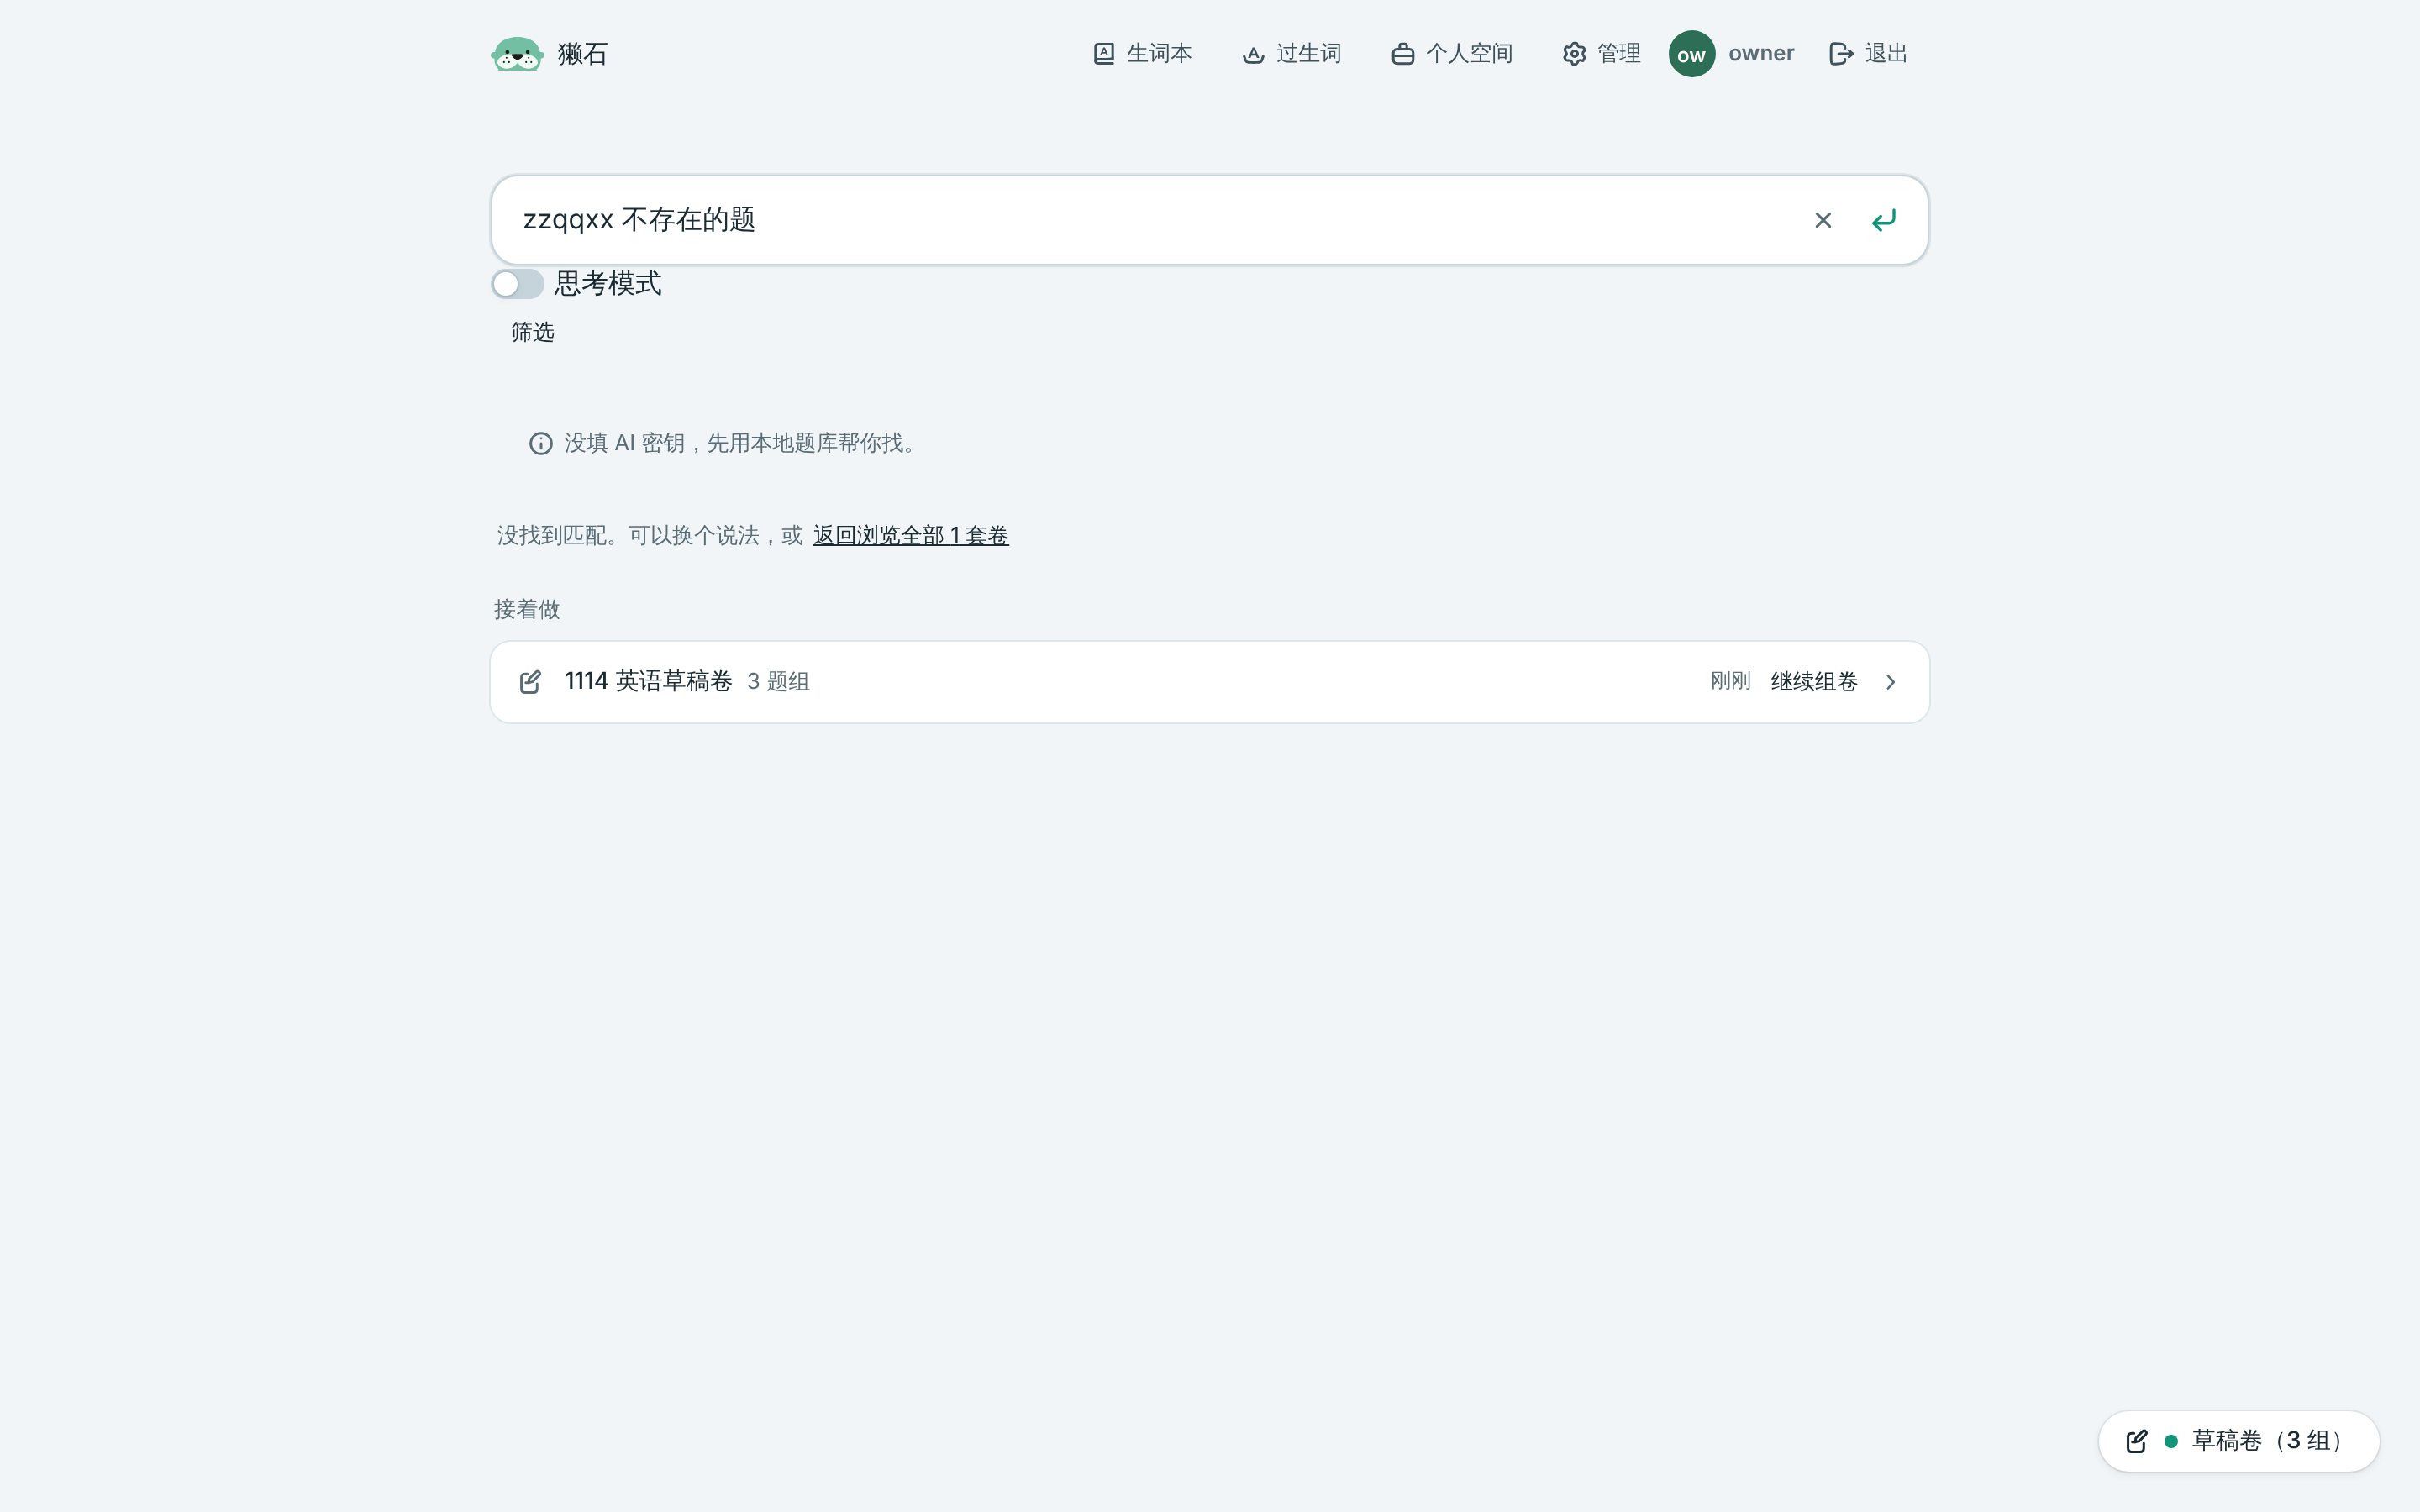 獭石
生词本 过生词 个人空间 管理 ow owner 退出
zzqqxx 不存在的题
思考模式
筛选
没填 AI 密钥，先用本地题库帮你找。
没找到匹配。可以换个说法，或 返回浏览全部 1 套卷
接着做
1114 英语草稿卷 3 题组 刚刚 继续组卷
草稿卷（3 组）